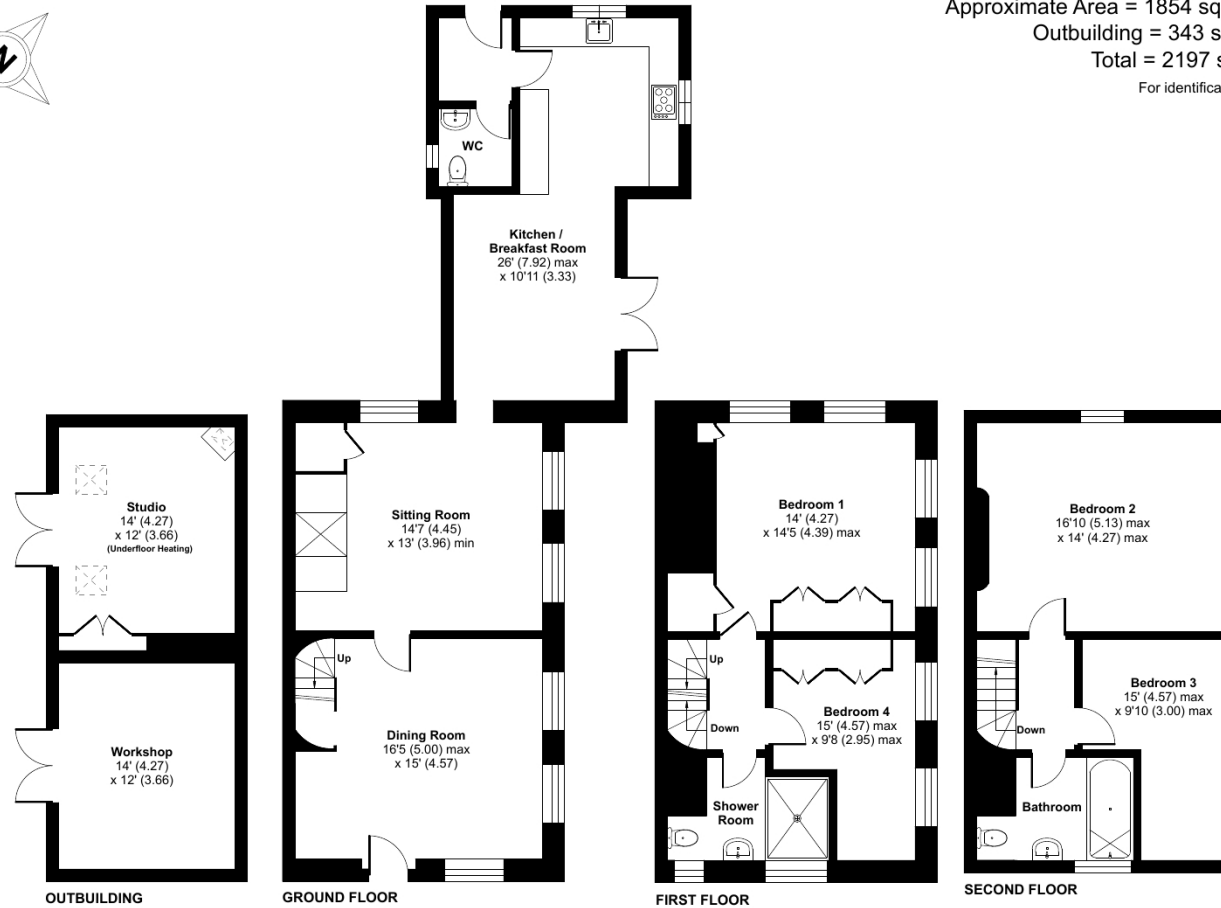 Approximate Area = 1854 sq
Outbuilding = 343 s
Total = 2197 s
For identifica
N
WC
Kitchen /
Breakfast Room
26' (7.92) max
x 10'11 (3.33)
Studio
14' (4.27)
x 12' (3.66)
(Underfloor Heating)
Sitting Room
14'7 (4.45)
x 13' (3.96) min
Bedroom 1
14' (4.27)
x 14'5 (4.39) max
Bedroom 2
16'10 (5.13) max
x 14' (4.27) max
Up
Up
Bedroom 3
15' (4.57) max
x 9'10 (3.00) max
Workshop
14' (4.27)
x 12' (3.66)
Dining Room
16'5 (5.00) max
x 15' (4.57)
Down
Bedroom 4
15' (4.57) max
x 9'8 (2.95) max
Down
Shower
Room
Bathroom
OUTBUILDING
GROUND FLOOR
FIRST FLOOR
SECOND FLOOR